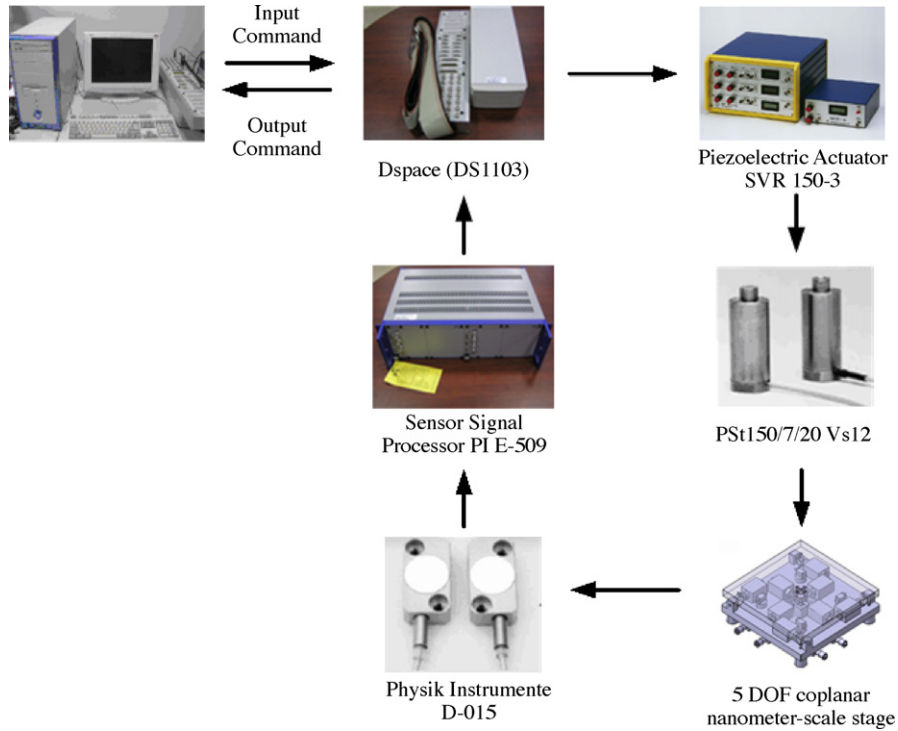 Input
Command
Output
Command
Dspace (DS1103)
Piezoelectric Actuator
SVR 150-3
Sensor Signal
Processor PI E-509
PSt150/7/20 Vs12
Physik Instrumente
D-015
5 DOF coplanar
nanometer-scale stage